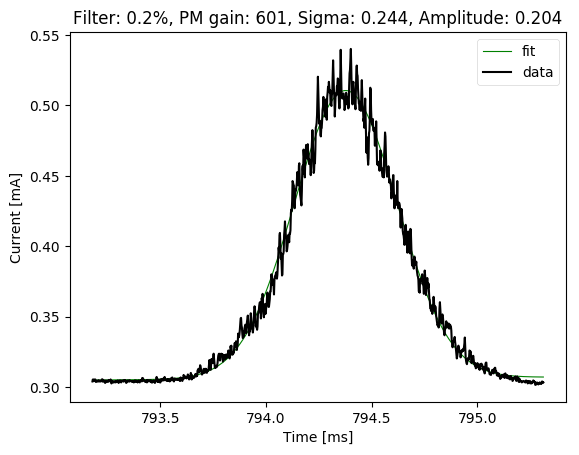 Filter: 0.2%, PM gain: 601, Sigma: 0.244, Amplitude: 0.204
fit
data
0.55
0.50
0.45
0.40
0.35
0.30
Current [mA]
793.5 794.0 794.5 795.0
Time [ms]